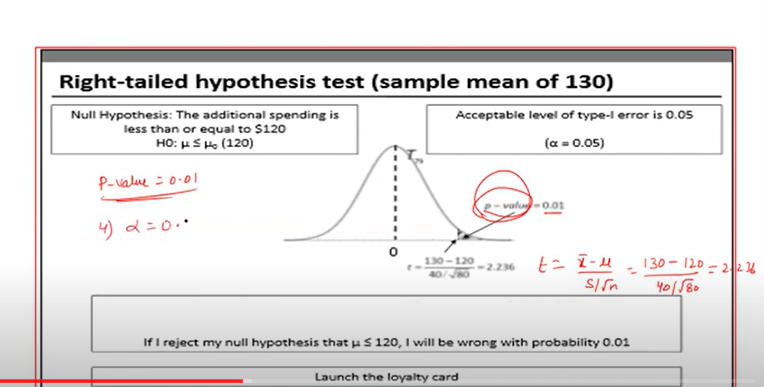 Right-tailed hypothesis test (sample mean of 130)
Null Hypothesis: The additional spending is
less than or equal to $120
H0: μ ≤ μ₀ (120)
Acceptable level of type-I error is 0.05
(α = 0.05)
P-value = 0.01
4) α = 0.
p – value = 0.01
0
t = (130 – 120)/(40/√80) = 2.236
t = (x̄ - μ)/(S/√n) = (130 - 120)/(40/√80) = 2.236
If I reject my null hypothesis that μ ≤ 120, I will be wrong with probability 0.01
Launch the loyalty card